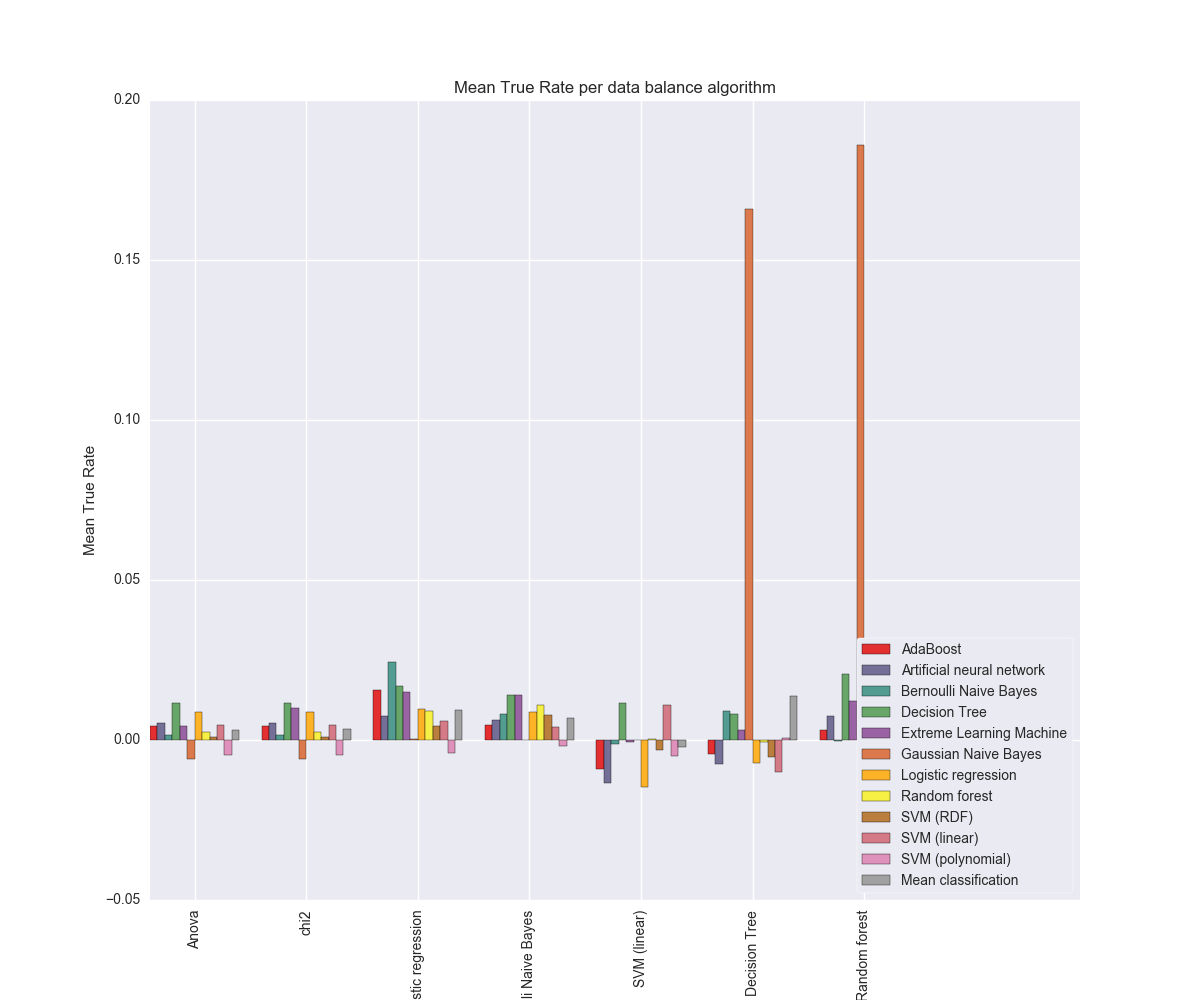 Mean True Rate per data balance algorithm
0.20
0.15
0.10
0.05
0.00
−0.05
Mean True Rate
AdaBoost
Artificial neural network
Bernoulli Naive Bayes
Decision Tree
Extreme Learning Machine
Gaussian Naive Bayes
Logistic regression
Random forest
SVM (RDF)
SVM (linear)
SVM (polynomial)
Mean classification
Anova
chi2
stic regression
li Naive Bayes
SVM (linear)
Decision Tree
Random forest